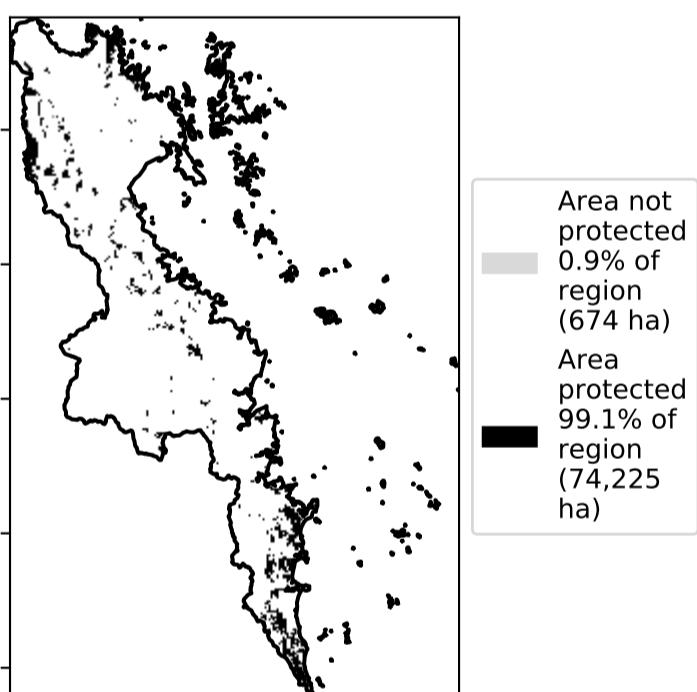 Area not
protected
0.9% of
region
(674 ha)
Area
protected
99.1% of
region
(74,225
ha)